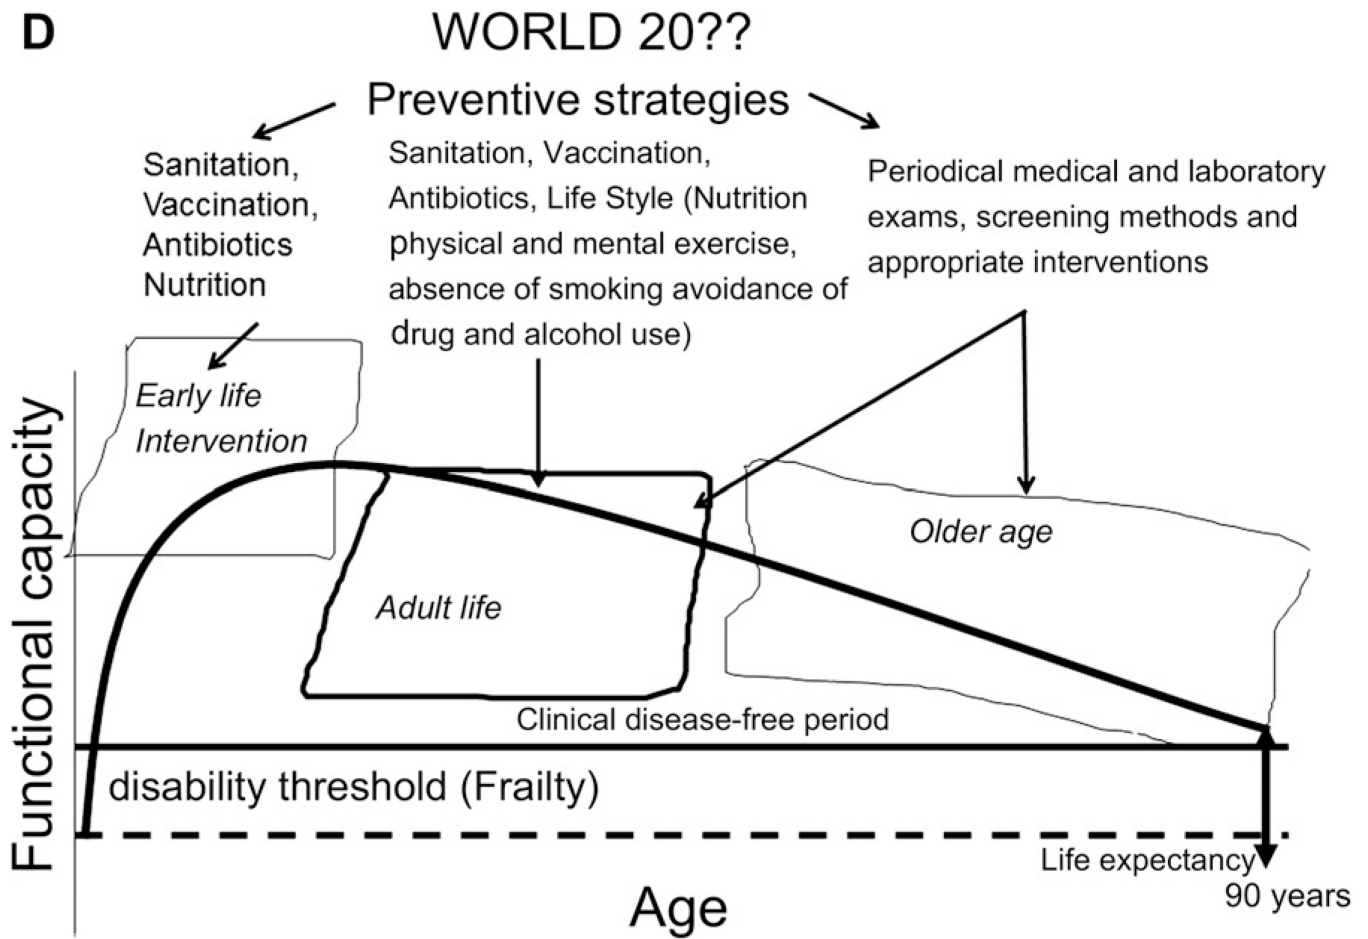 D
WORLD 20??
Preventive strategies
Sanitation,
Vaccination,
Antibiotics
Nutrition
Sanitation, Vaccination,
Antibiotics, Life Style (Nutrition
physical and mental exercise,
absence of smoking avoidance of
drug and alcohol use)
Periodical medical and laboratory
exams, screening methods and
appropriate interventions
Early life
Intervention
Older age
Adult life
Clinical disease-free period
disability threshold (Frailty)
Functional capacity
Life expectancy
90 years
Age